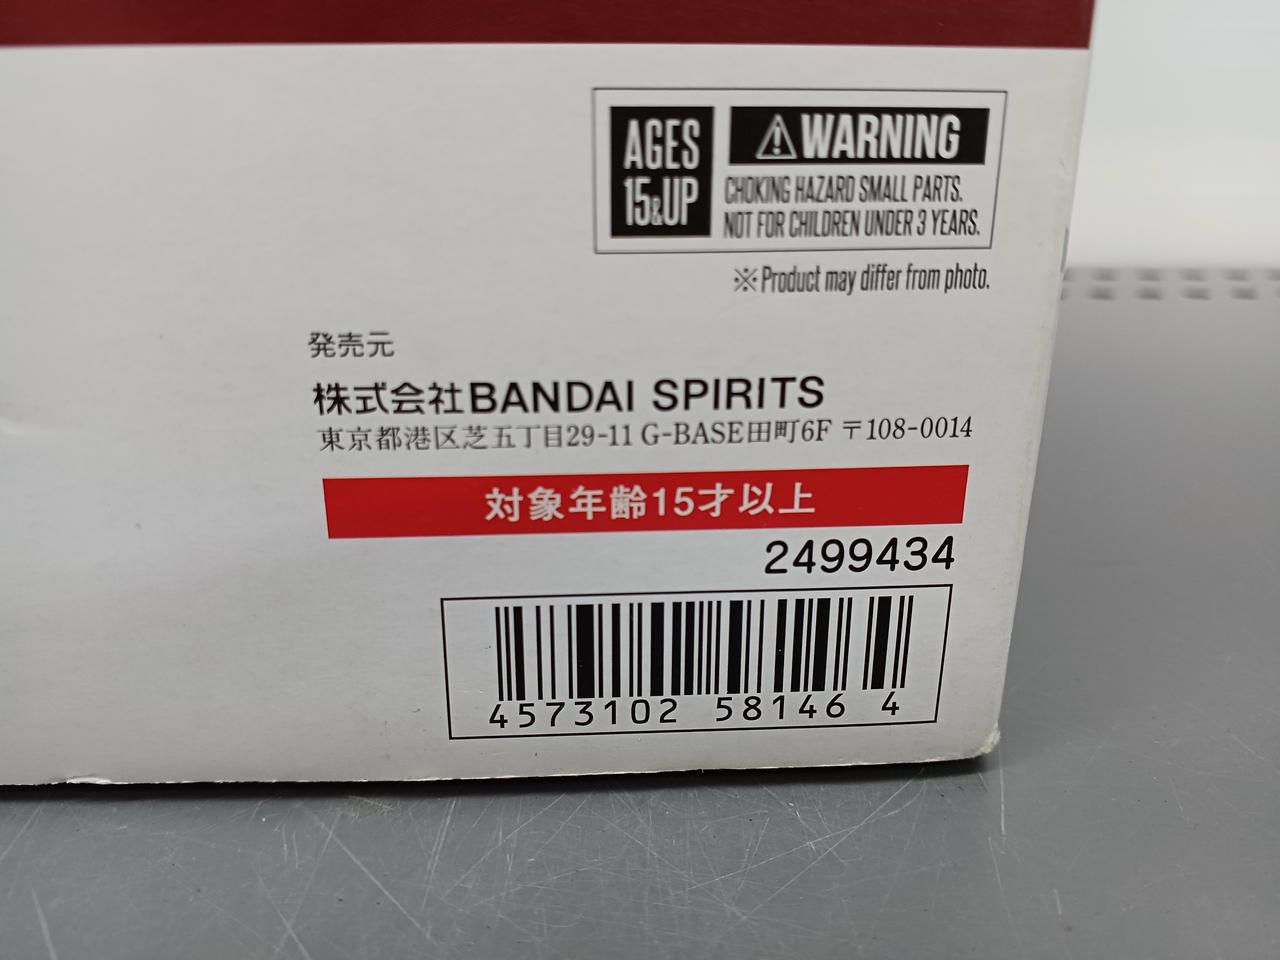 AGES
15&UP
⚠WARNING
CHOKING HAZARD SMALL PARTS.
NOT FOR CHILDREN UNDER 3 YEARS.
※Product may differ from photo.
発売元
株式会社BANDAI SPIRITS
東京都港区芝五丁目29-11 G-BASE田町6F 〒108-0014
対象年齢15才以上
2499434
4573102 58146 4